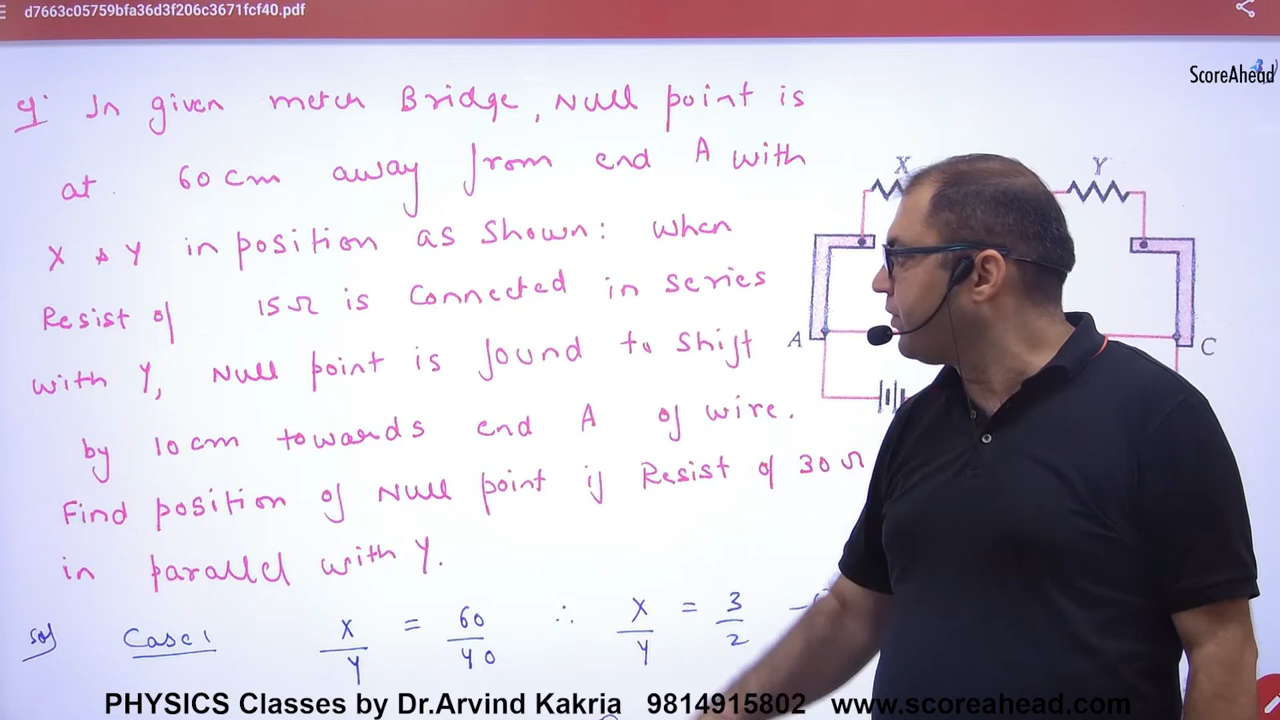 d7663c05759bfa36d3f206c3671fcf40.pdf
ScoreAhead
Q. In given meter Bridge, Null point is
at 60 cm away from end A with
X & Y in position as shown: when
Resist of 15Ω is connected in series
with Y, Null point is found to shift
by 10 cm towards end A of wire.
Find position of Null point if Resist of 30Ω
in parallel with Y.
X
Y
A
C
Sol Case 1 X/Y = 60/40 ∴ X/Y = 3/2
PHYSICS Classes by Dr.Arvind Kakria 9814915802 www.scoreahead.com